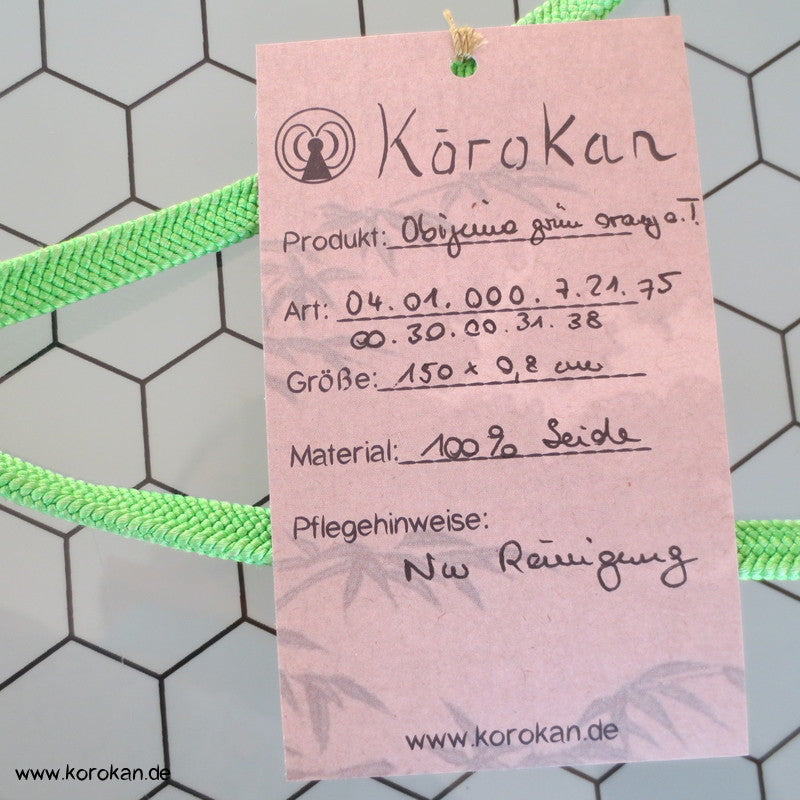 KōroKan
Produkt: Obijime grün orange a. T.
Art: 04.01.000.7.21.75
00.30.00.31.38
Größe: 150 x 0,8 cm
Material: 100% Seide
Pflegehinweise:
Nur Reinigung
www.korokan.de
www.korokan.de